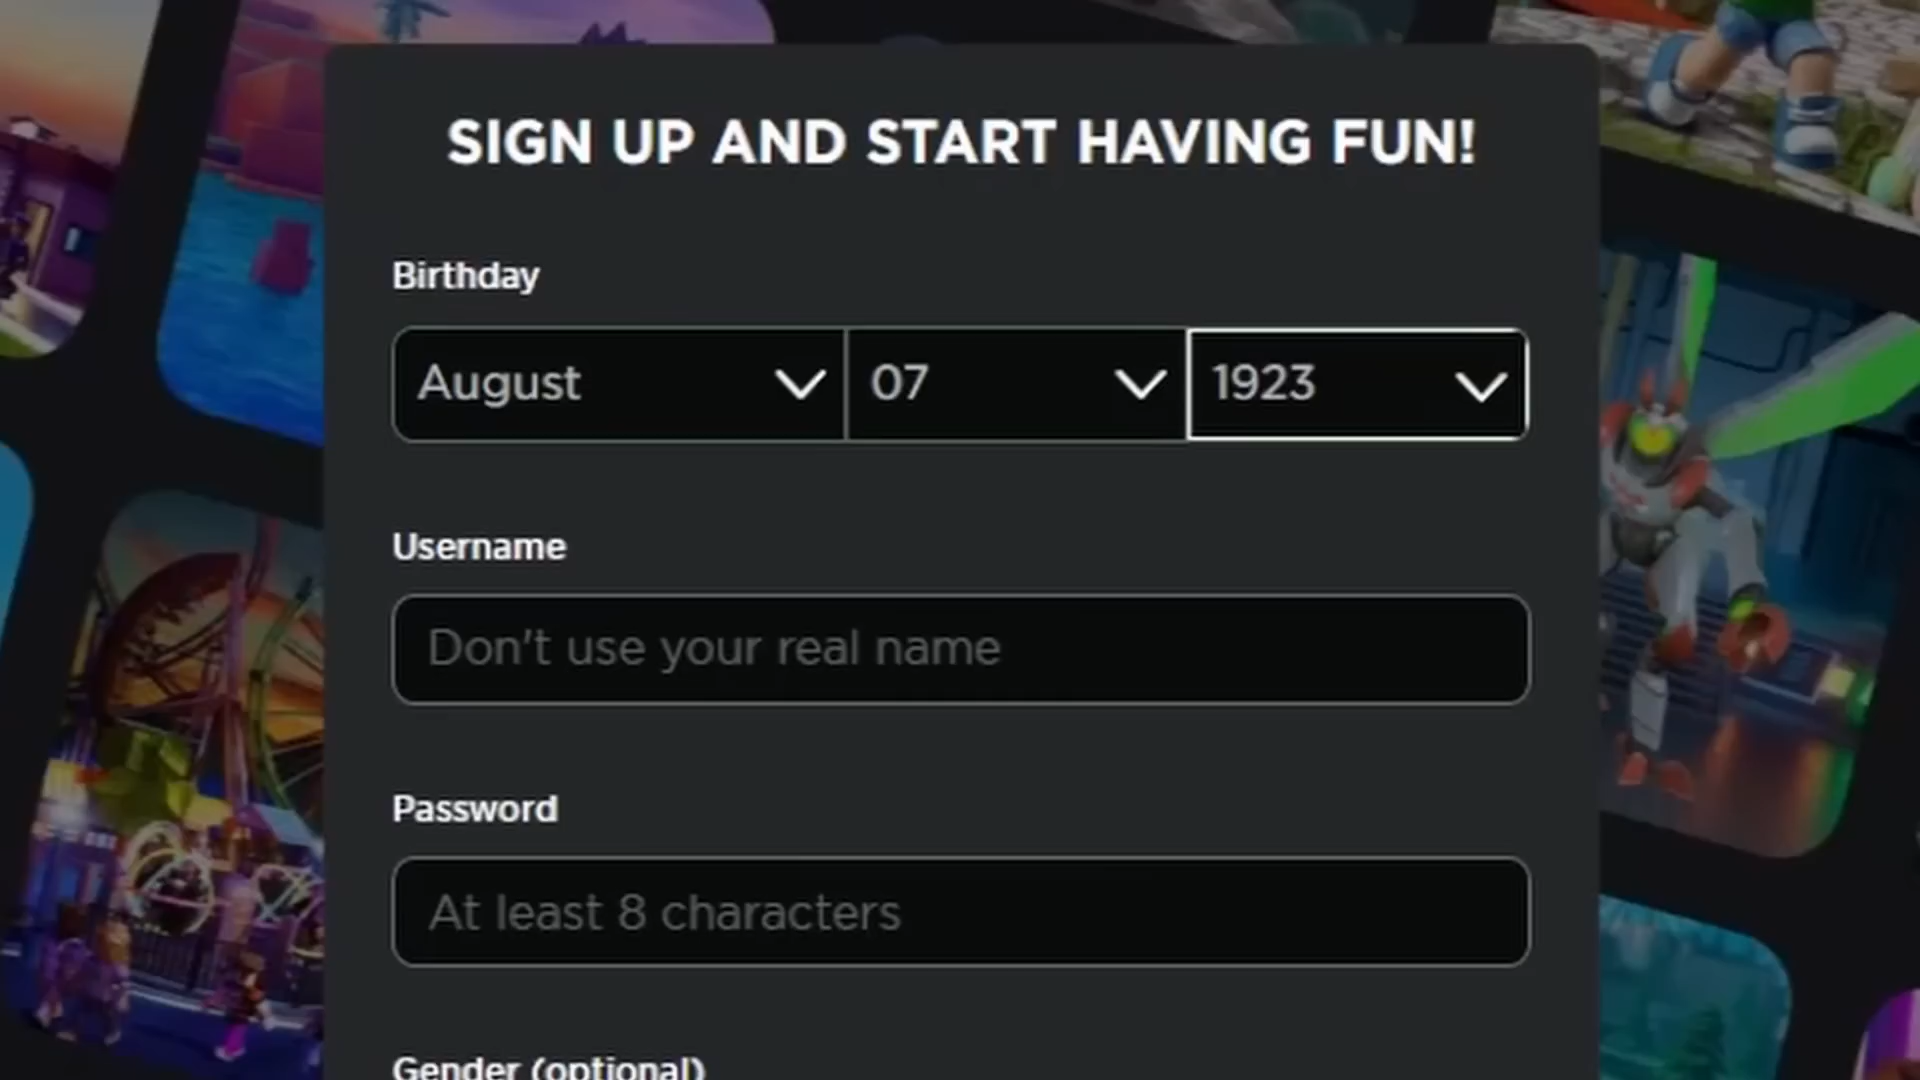 SIGN UP AND START HAVING FUN!
Birthday
August 07 1923
Username
Don't use your real name
Password
At least 8 characters
Gender (optional)